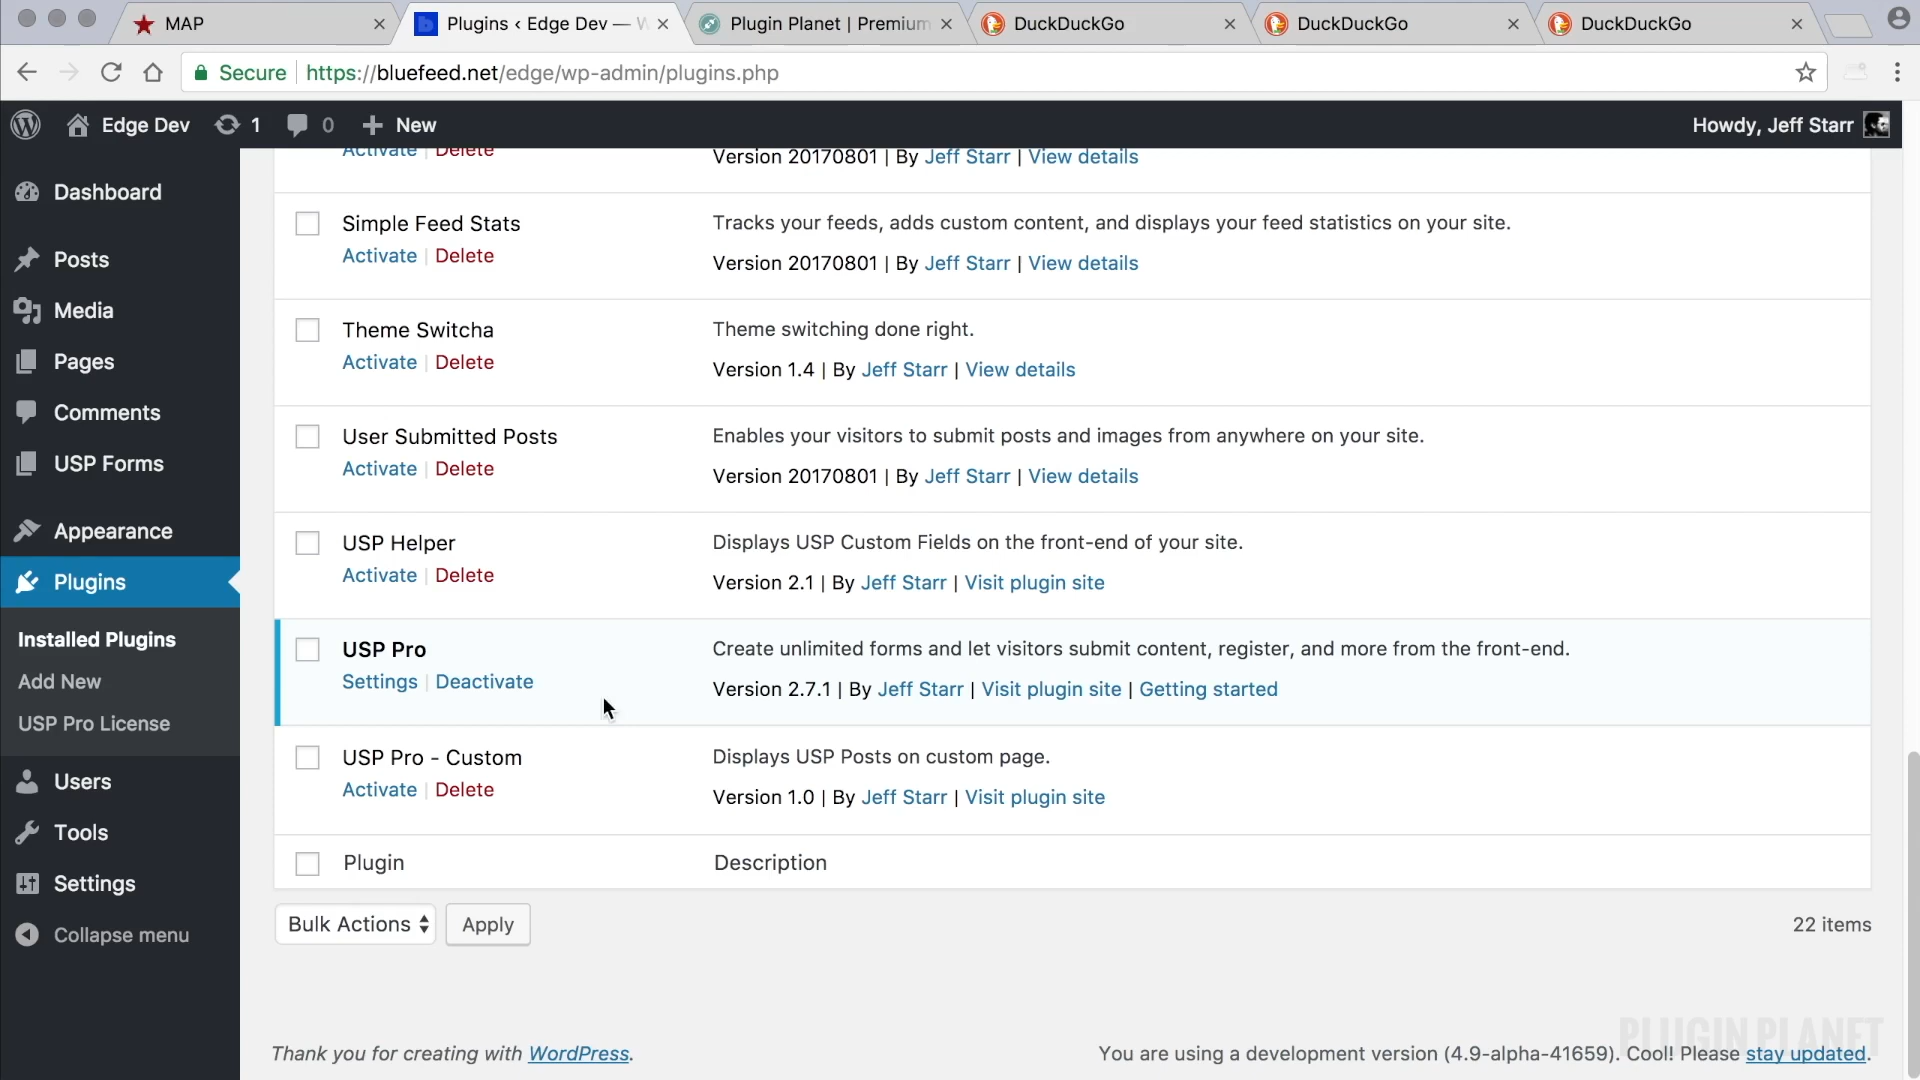 MAP
Plugins ‹ Edge Dev — W
Plugin Planet | Premium
DuckDuckGo
DuckDuckGo
DuckDuckGo
Secure
https://bluefeed.net/edge/wp-admin/plugins.php
Edge Dev
1
0
New
Howdy, Jeff Starr
Activate | Delete
Version 20170801 | By Jeff Starr | View details
Dashboard
Posts
Media
Pages
Comments
USP Forms
Appearance
Plugins
Installed Plugins
Add New
USP Pro License
Users
Tools
Settings
Collapse menu
Simple Feed Stats
Activate | Delete
Tracks your feeds, adds custom content, and displays your feed statistics on your site.
Version 20170801 | By Jeff Starr | View details
Theme Switcha
Activate | Delete
Theme switching done right.
Version 1.4 | By Jeff Starr | View details
User Submitted Posts
Activate | Delete
Enables your visitors to submit posts and images from anywhere on your site.
Version 20170801 | By Jeff Starr | View details
USP Helper
Activate | Delete
Displays USP Custom Fields on the front-end of your site.
Version 2.1 | By Jeff Starr | Visit plugin site
USP Pro
Settings | Deactivate
Create unlimited forms and let visitors submit content, register, and more from the front-end.
Version 2.7.1 | By Jeff Starr | Visit plugin site | Getting started
USP Pro - Custom
Activate | Delete
Displays USP Posts on custom page.
Version 1.0 | By Jeff Starr | Visit plugin site
Plugin
Description
Bulk Actions
Apply
22 items
PLUGIN PLANET
Thank you for creating with WordPress.
You are using a development version (4.9-alpha-41659). Cool! Please stay updated.